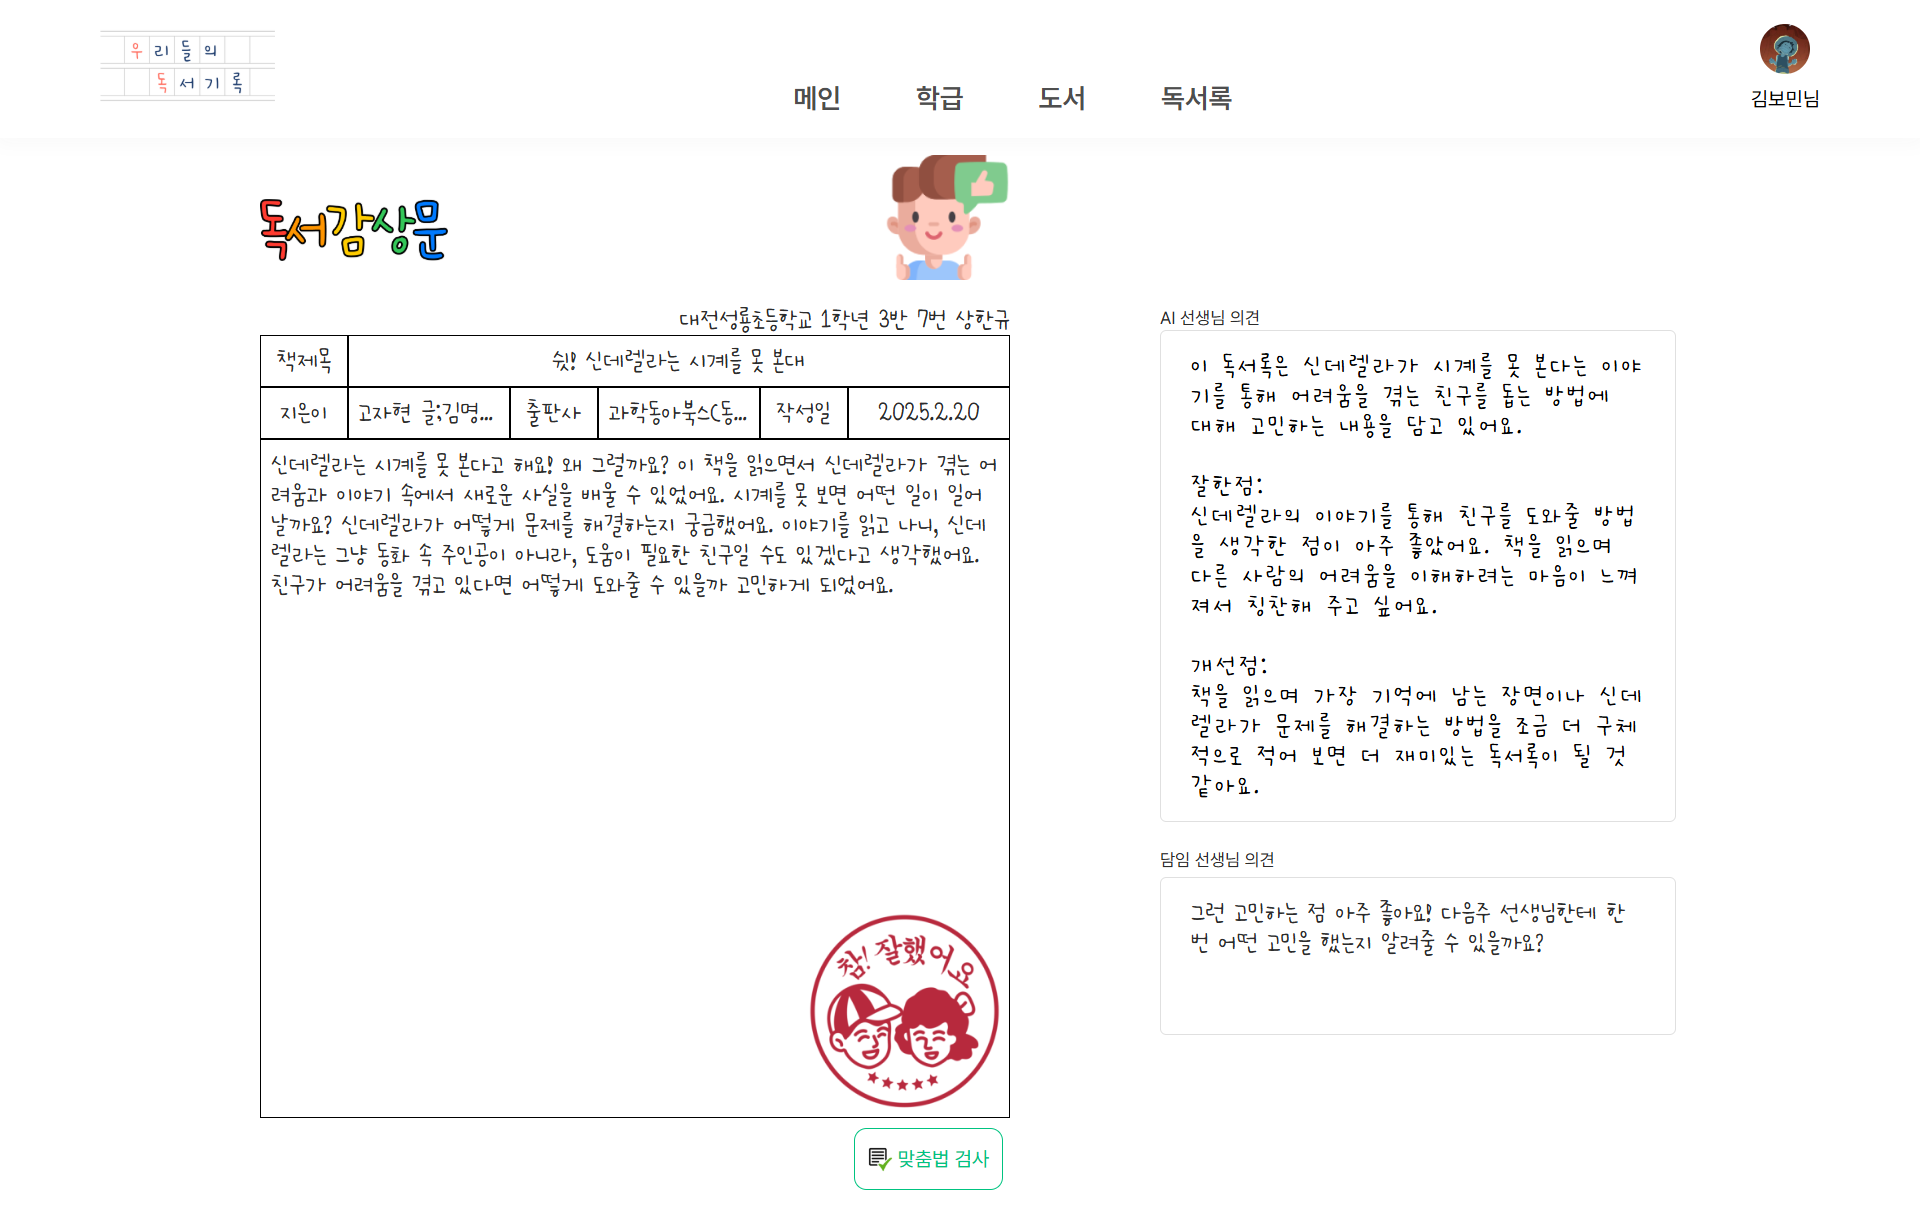 우리들의
독서기록
메인 학급 도서 독서록
김보민님
독서감상문
대전성룡초등학교 1학년 3반 7번 상한규
책제목 쉿! 신데렐라는 시계를 못 본대
지은이 고자현 글;김명... 출판사 과학동아북스(동... 작성일 2025.2.20
신데렐라는 시계를 못 본다고 해요! 왜 그럴까요? 이 책을 읽으면서 신데렐라가 겪는 어
려움과 이야기 속에서 새로운 사실을 배울 수 있었어요. 시계를 못 보면 어떤 일이 일어
날까요? 신데렐라가 어떻게 문제를 해결하는지 궁금했어요. 이야기를 읽고 나니, 신데
렐라는 그냥 동화 속 주인공이 아니라, 도움이 필요한 친구일 수도 있겠다고 생각했어요.
친구가 어려움을 겪고 있다면 어떻게 도와줄 수 있을까 고민하게 되었어요.
참! 잘했어요
맞춤법 검사
AI 선생님 의견
이 독서록은 신데렐라가 시계를 못 본다는 이야
기를 통해 어려움을 겪는 친구를 돕는 방법에
대해 고민하는 내용을 담고 있어요.
잘한점:
신데렐라의 이야기를 통해 친구를 도와줄 방법
을 생각한 점이 아주 좋았어요. 책을 읽으며
다른 사람의 어려움을 이해하려는 마음이 느껴
져서 칭찬해 주고 싶어요.
개선점:
책을 읽으며 가장 기억에 남는 장면이나 신데
렐라가 문제를 해결하는 방법을 조금 더 구체
적으로 적어 보면 더 재미있는 독서록이 될 것
같아요.
담임 선생님 의견
그런 고민하는 점 아주 좋아요! 다음주 선생님한테 한
번 어떤 고민을 했는지 알려줄 수 있을까요?